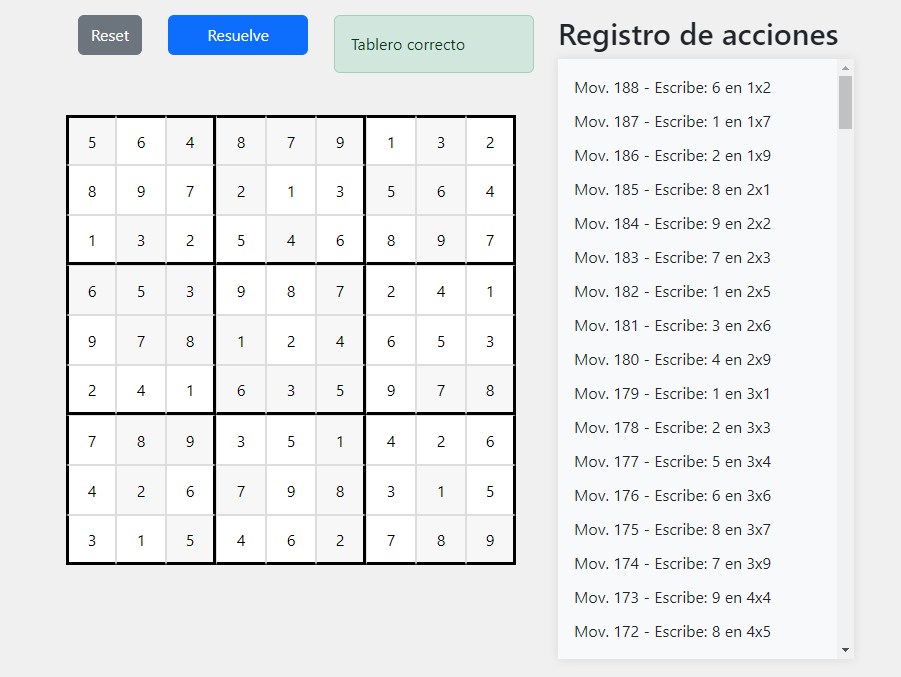 Reset
Resuelve
Tablero correcto
5 6 4 8 7 9 1 3 2
8 9 7 2 1 3 5 6 4
1 3 2 5 4 6 8 9 7
6 5 3 9 8 7 2 4 1
9 7 8 1 2 4 6 5 3
2 4 1 6 3 5 9 7 8
7 8 9 3 5 1 4 2 6
4 2 6 7 9 8 3 1 5
3 1 5 4 6 2 7 8 9
Registro de acciones
Mov. 188 - Escribe: 6 en 1x2
Mov. 187 - Escribe: 1 en 1x7
Mov. 186 - Escribe: 2 en 1x9
Mov. 185 - Escribe: 8 en 2x1
Mov. 184 - Escribe: 9 en 2x2
Mov. 183 - Escribe: 7 en 2x3
Mov. 182 - Escribe: 1 en 2x5
Mov. 181 - Escribe: 3 en 2x6
Mov. 180 - Escribe: 4 en 2x9
Mov. 179 - Escribe: 1 en 3x1
Mov. 178 - Escribe: 2 en 3x3
Mov. 177 - Escribe: 5 en 3x4
Mov. 176 - Escribe: 6 en 3x6
Mov. 175 - Escribe: 8 en 3x7
Mov. 174 - Escribe: 7 en 3x9
Mov. 173 - Escribe: 9 en 4x4
Mov. 172 - Escribe: 8 en 4x5